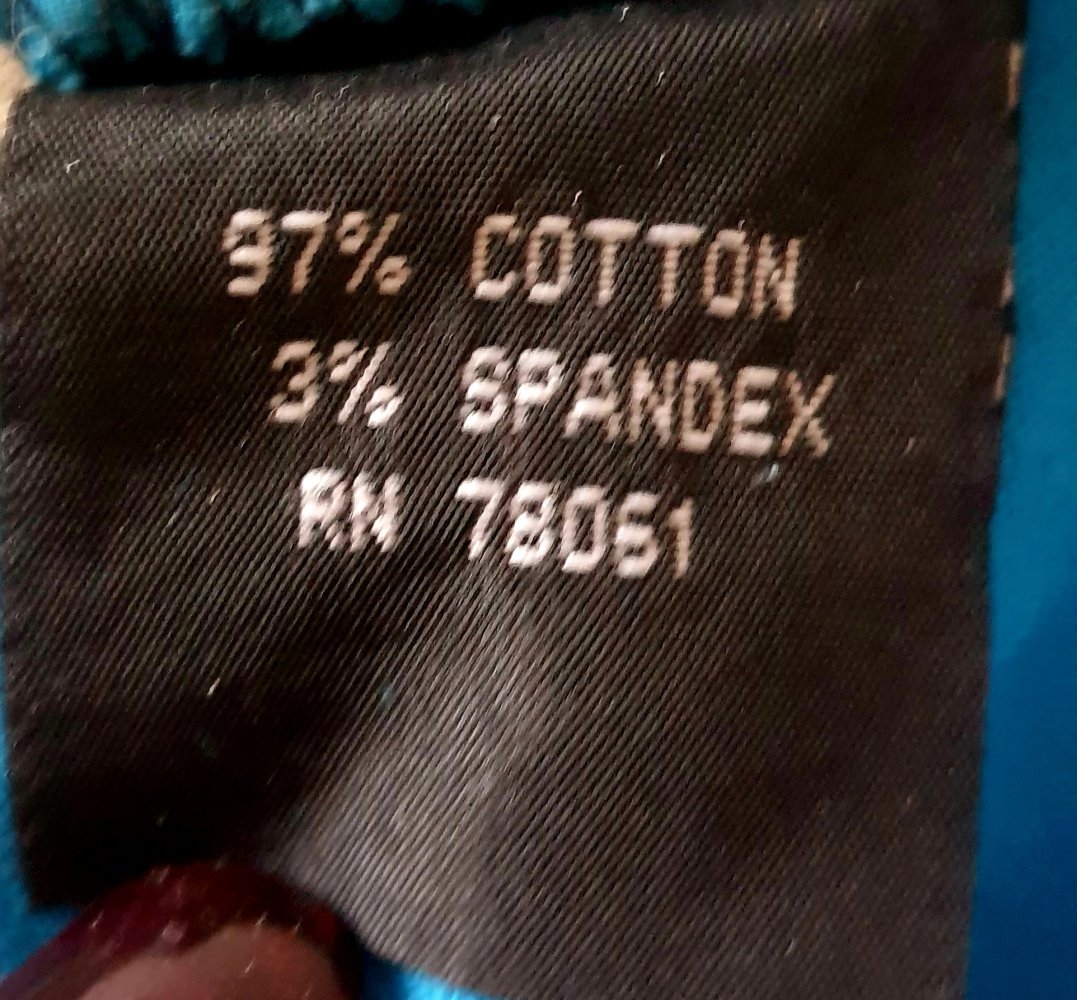 97% COTTON
3% SPANDEX
RN 78061